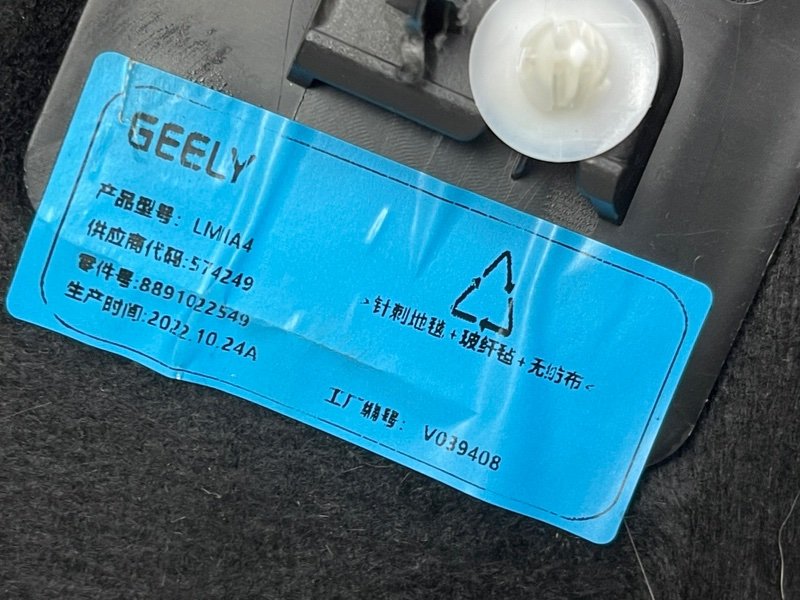 GEELY
产品型号: LMIIA4
供应商代码:574249
零件号:8891022549
生产时间:2022.10.24A
>针刺地毯+玻纤毡+无纺布<
工厂编号: V039408